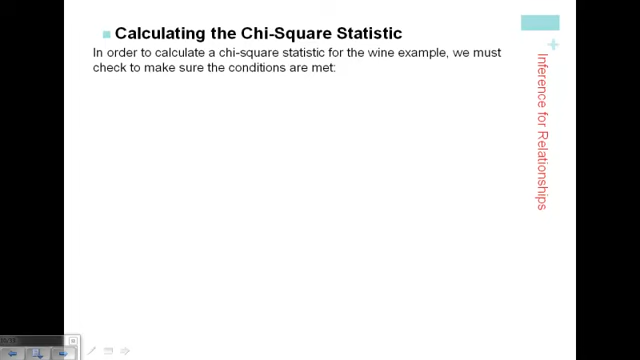 Calculating the Chi-Square Statistic
In order to calculate a chi-square statistic for the wine example, we must
check to make sure the conditions are met:
Inference for Relationships